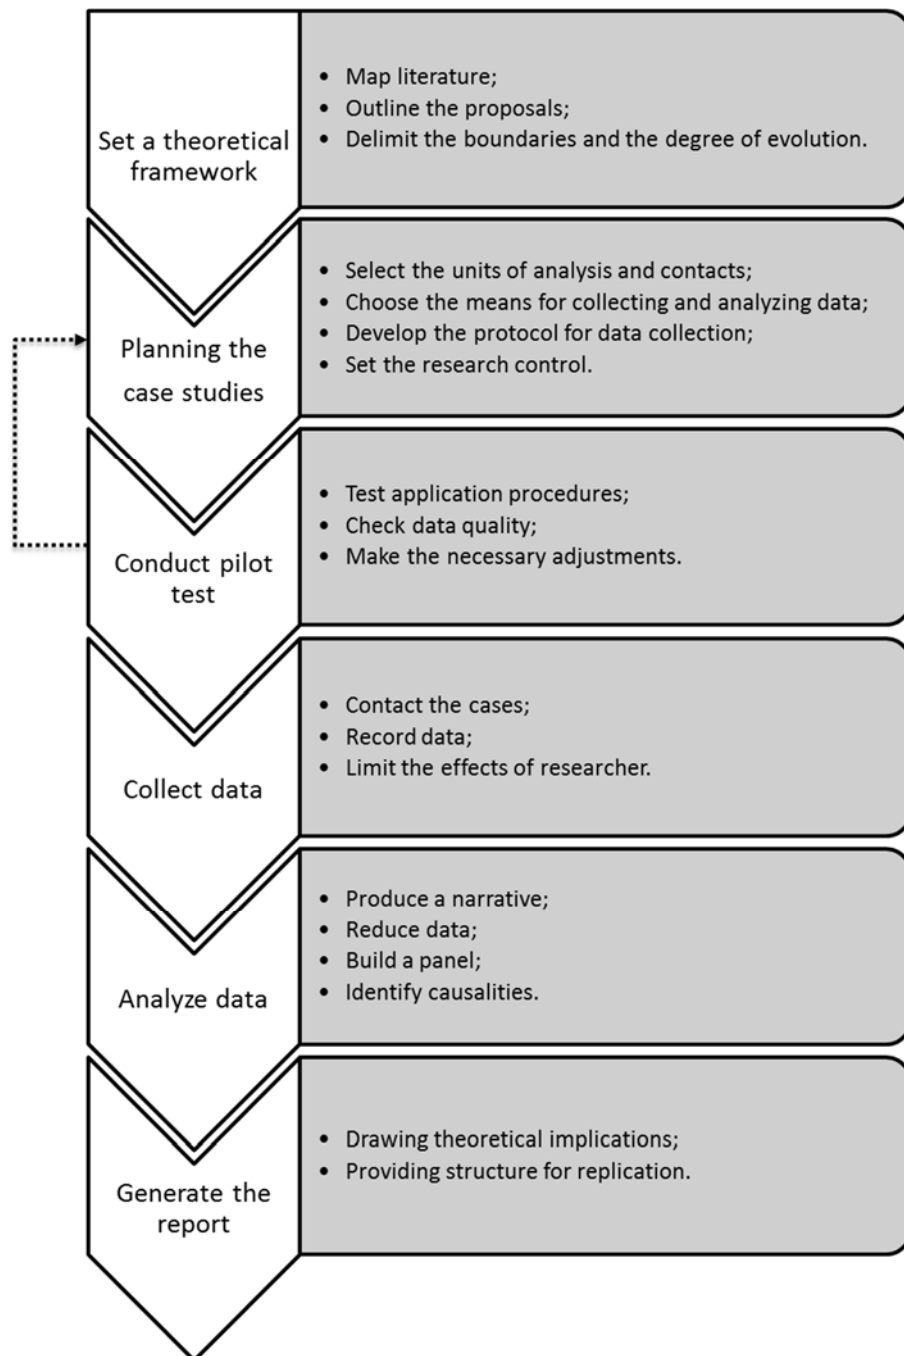 Set a theoretical
framework
• Map literature;
• Outline the proposals;
• Delimit the boundaries and the degree of evolution.
Planning the
case studies
• Select the units of analysis and contacts;
• Choose the means for collecting and analyzing data;
• Develop the protocol for data collection;
• Set the research control.
Conduct pilot
test
• Test application procedures;
• Check data quality;
• Make the necessary adjustments.
Collect data
• Contact the cases;
• Record data;
• Limit the effects of researcher.
Analyze data
• Produce a narrative;
• Reduce data;
• Build a panel;
• Identify causalities.
Generate the
report
• Drawing theoretical implications;
• Providing structure for replication.